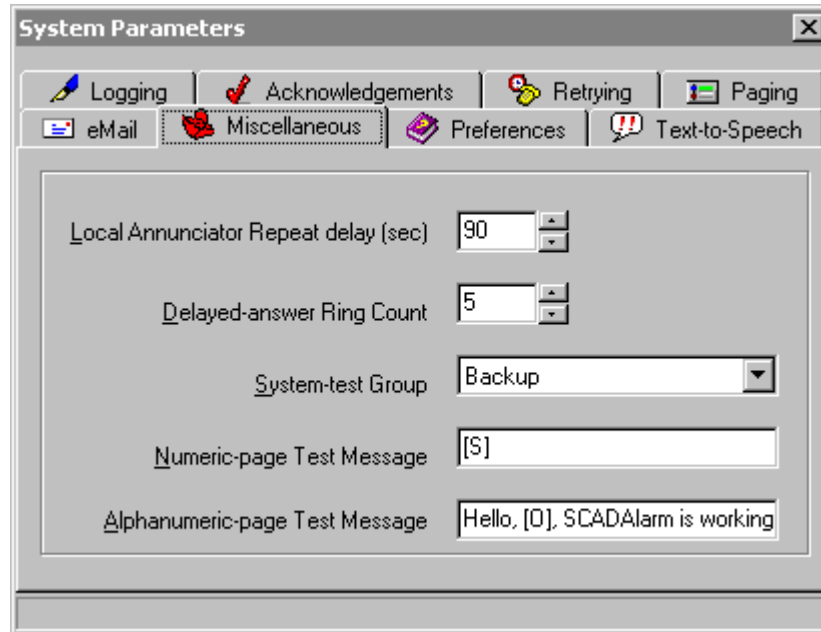 System Parameters
Logging Acknowledgements Retrying Paging
eMail Miscellaneous Preferences Text-to-Speech
Local Annunciator Repeat delay (sec) 90
Delayed-answer Ring Count 5
System-test Group Backup
Numeric-page Test Message [S]
Alphanumeric-page Test Message Hello, [O], SCADAlarm is working